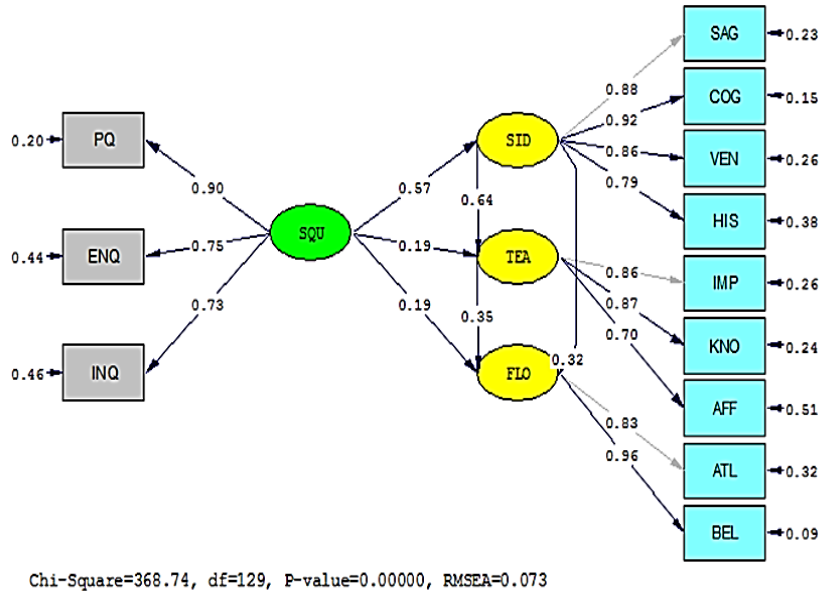 SAG
0.23
0.88
COG
0.15
0.92
0.20
PQ
SID
0.86
VEN
0.26
0.90
0.57
0.79
0.64
HIS
0.38
SQU
0.44
ENQ
0.75
0.19
TEA
0.86
IMP
0.26
0.73
0.19
0.87
0.35
0.70
KNO
0.24
0.32
0.46
INQ
FLO
AFF
0.51
0.83
0.96
ATL
0.32
BEL
0.09
Chi-Square=368.74, df=129, P-value=0.00000, RMSEA=0.073